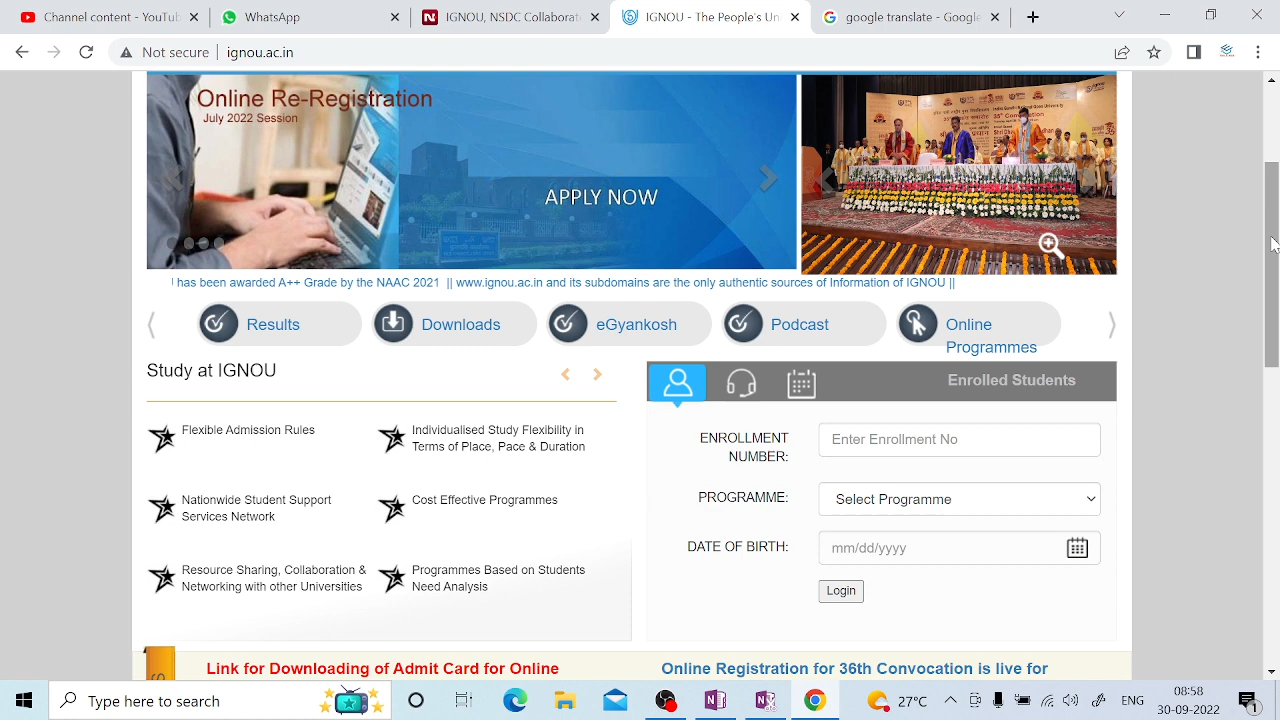 Channel content - YouTu
WhatsApp
IGNOU, NSDC Collaborat
IGNOU - People's Un
google translate - Google
Not secure
ignou.ac.in
Online Re-Registration
July 2022 Session
APPLY NOW
has been awarded A++ Grade by the NAAC 2021 || www.ignou.ac.in and its subdomains are the only authentic sources of Information of IGNOU ||
Results
Downloads
eGyankosh
Podcast
Online
Programmes
Study at IGNOU
Flexible Admission Rules
Individualised Study Flexibility in
Terms of Place, Pace & Duration
Nationwide Student Support
Services Network
Cost Effective Programmes
Resource Sharing, Collaboration &
Networking with other Universities
Programmes Based on Students
Need Analysis
Enrolled Students
ENROLLMENT
NUMBER:
Enter Enrollment No
PROGRAMME:
Select Programme
DATE OF BIRTH:
mm/dd/yyyy
Login
Link for Downloading of Admit Card for Online
Online Registration for 36th Convocation is live for
Type here to search
27°C
ENG
08:58
30-09-2022
1